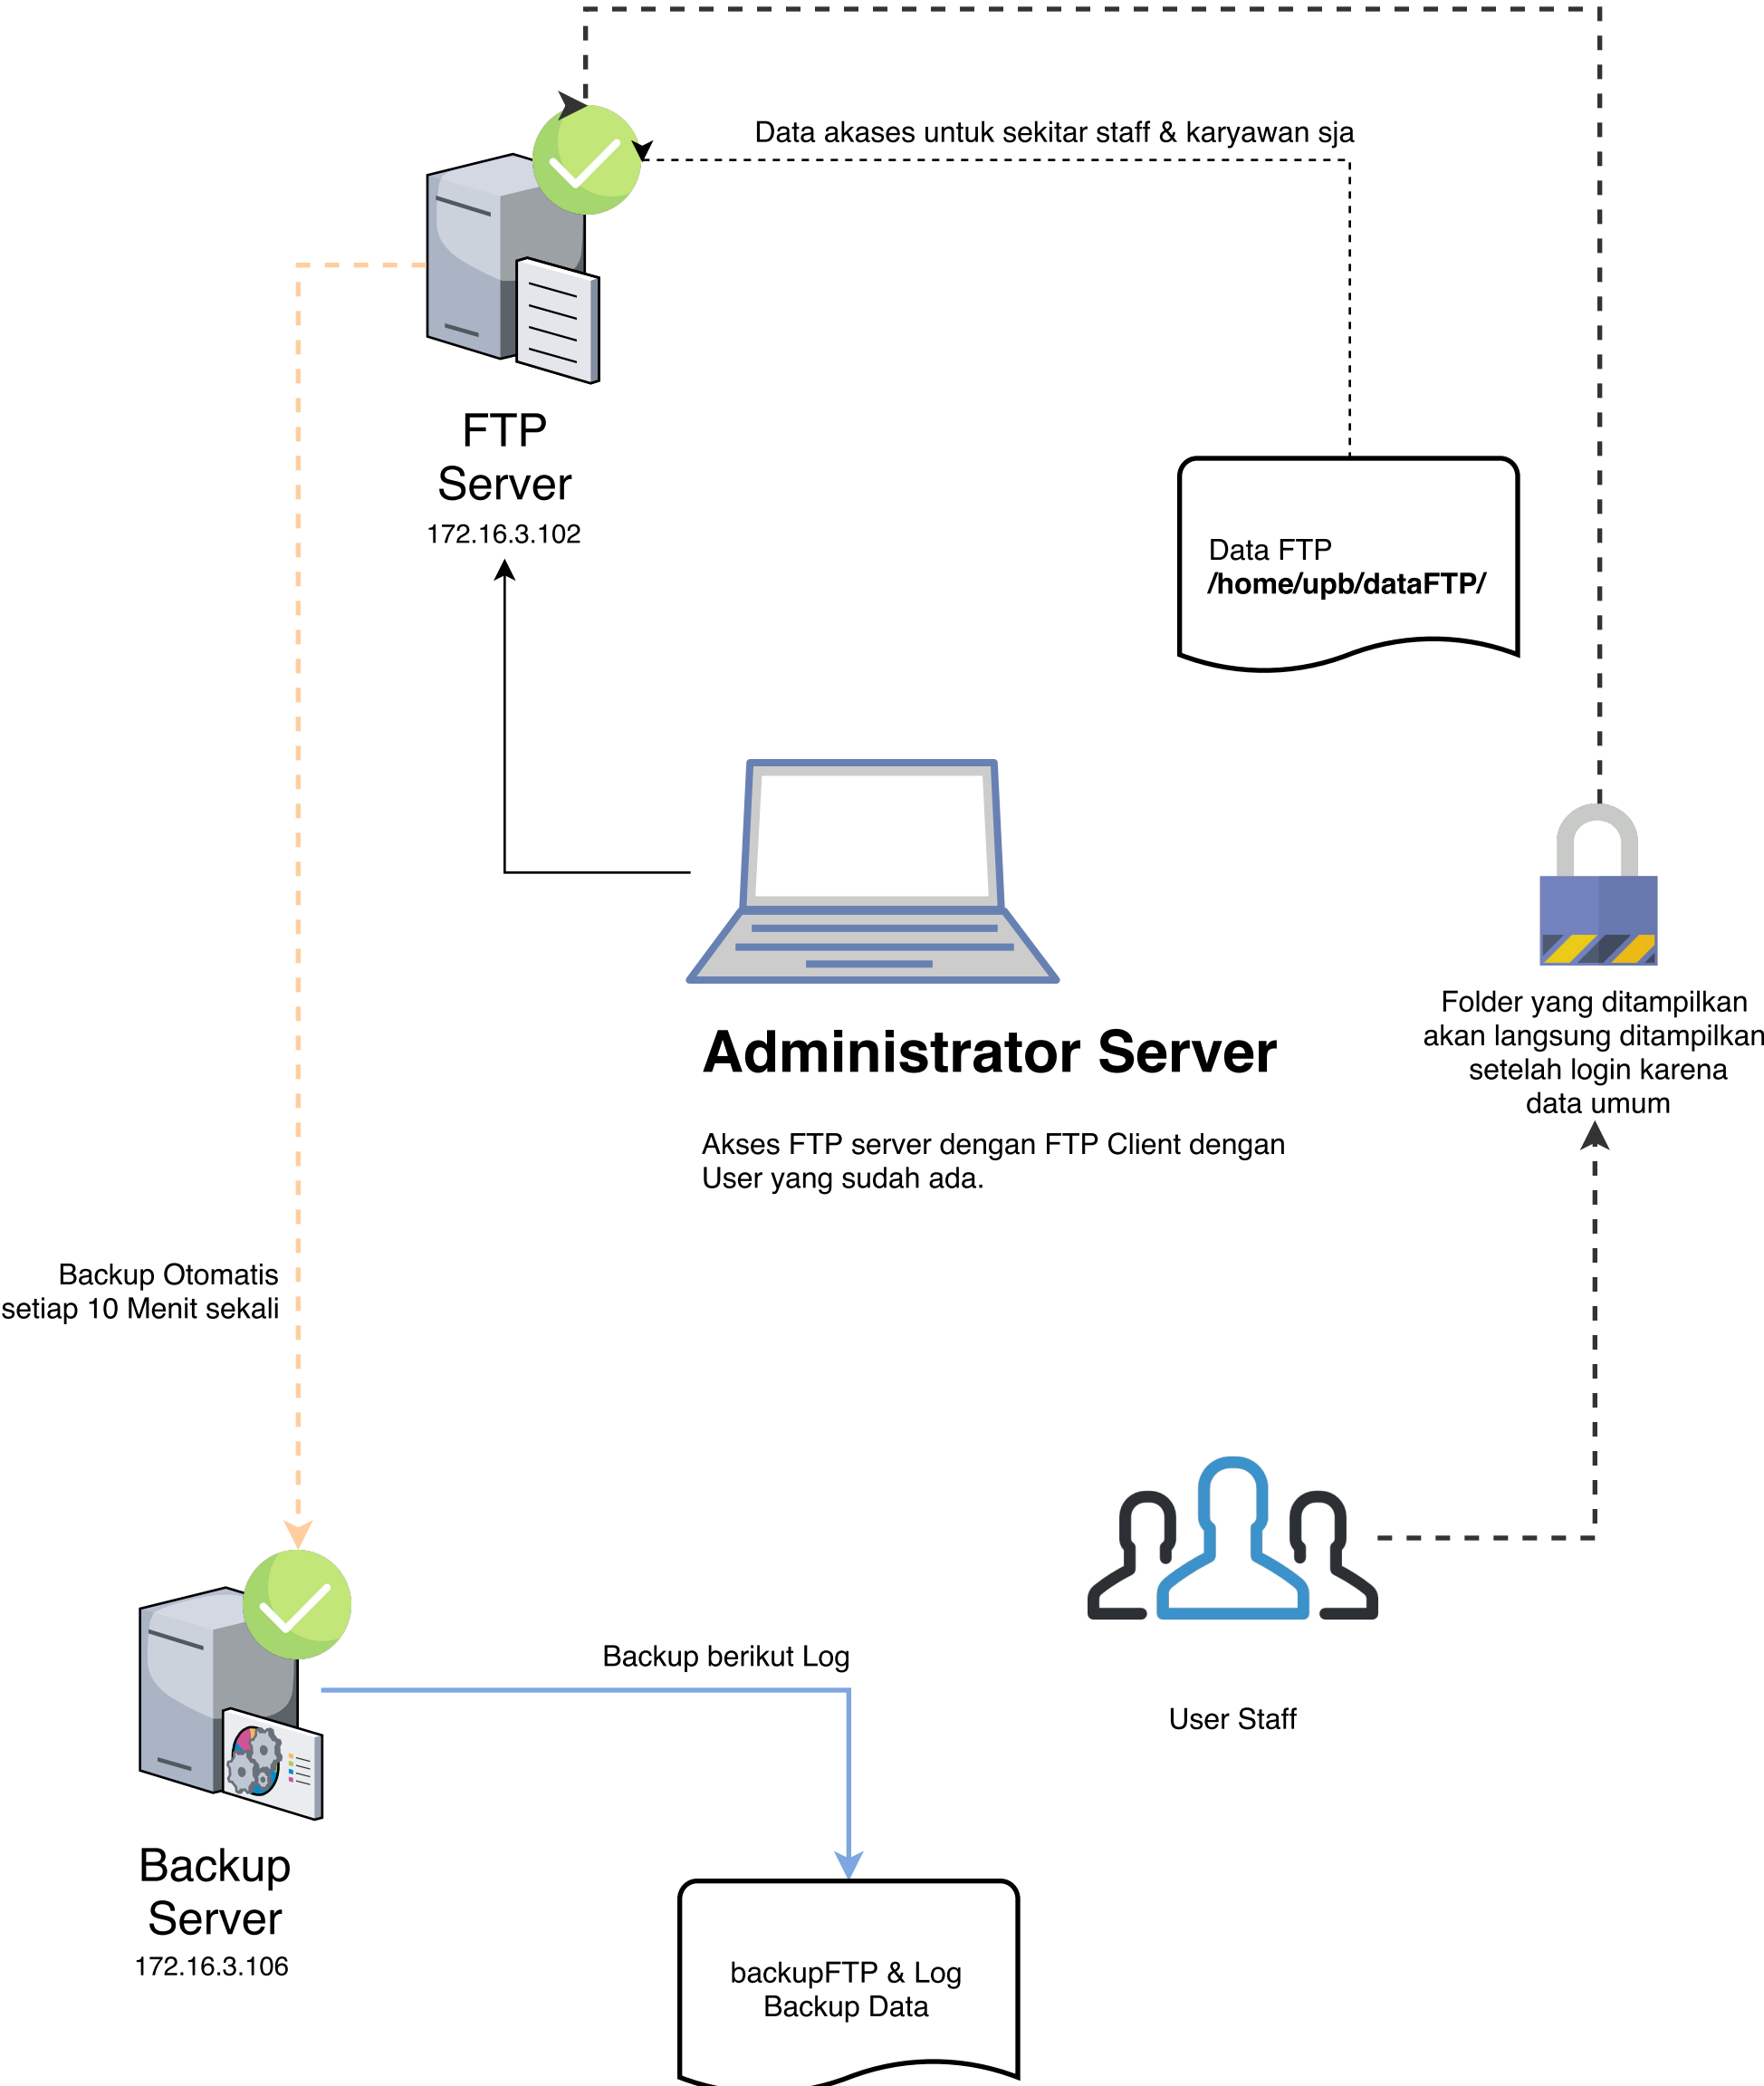 Data akases untuk sekitar staff & karyawan sja
FTP
Server
172.16.3.102
Data FTP
/home/upb/dataFTP/
Folder yang ditampilkan
akan langsung ditampilkan
setelah login karena
data umum
Administrator Server
Akses FTP server dengan FTP Client dengan
User yang sudah ada.
Backup Otomatis
setiap 10 Menit sekali
Backup berikut Log
User Staff
Backup
Server
172.16.3.106
backupFTP & Log
Backup Data